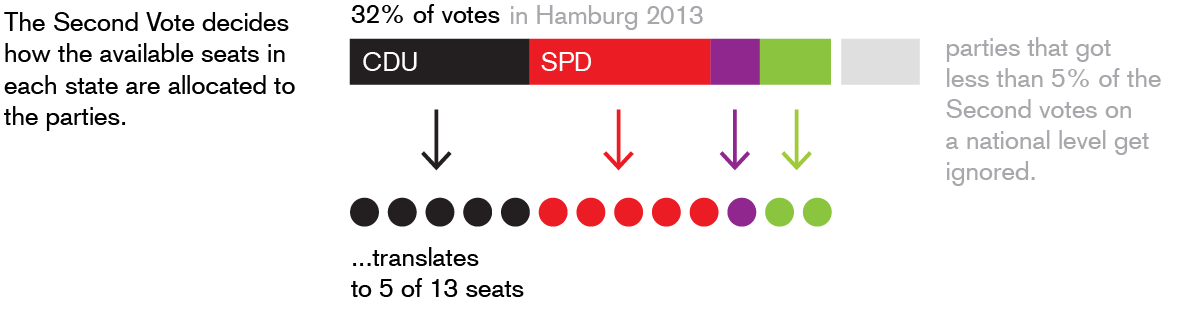 The Second Vote decides
how the available seats in
each state are allocated to
the parties.
32% of votes in Hamburg 2013
CDU
SPD
parties that got
less than 5% of the
Second votes on
a national level get
ignored.
...translates
to 5 of 13 seats